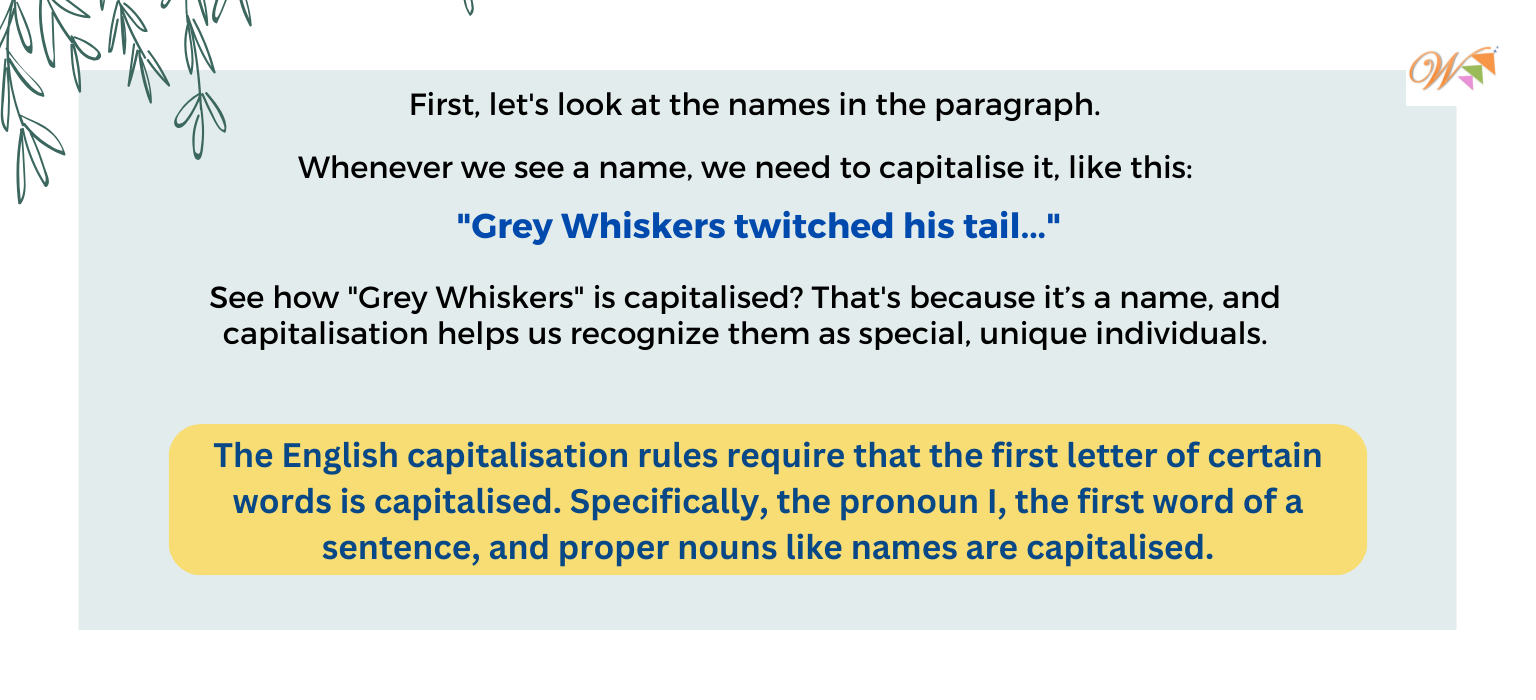 W
First, let's look at the names in the paragraph.
Whenever we see a name, we need to capitalise it, like this:
"Grey Whiskers twitched his tail..."
See how "Grey Whiskers" is capitalised? That's because it’s a name, and
capitalisation helps us recognize them as special, unique individuals.
The English capitalisation rules require that the first letter of certain
words is capitalised. Specifically, the pronoun I, the first word of a
sentence, and proper nouns like names are capitalised.